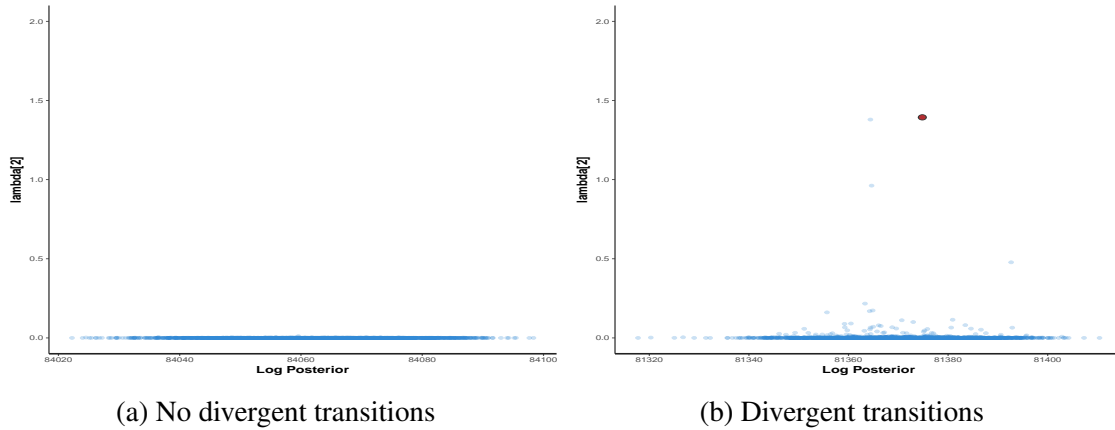 2.0
1.5
1.0
0.5
0.0
lambda[2]
84020 84040 84060 84080 84100
Log Posterior
(a) No divergent transitions
2.0
1.5
1.0
0.5
0.0
lambda[2]
81320 81340 81360 81380 81400
Log Posterior
(b) Divergent transitions